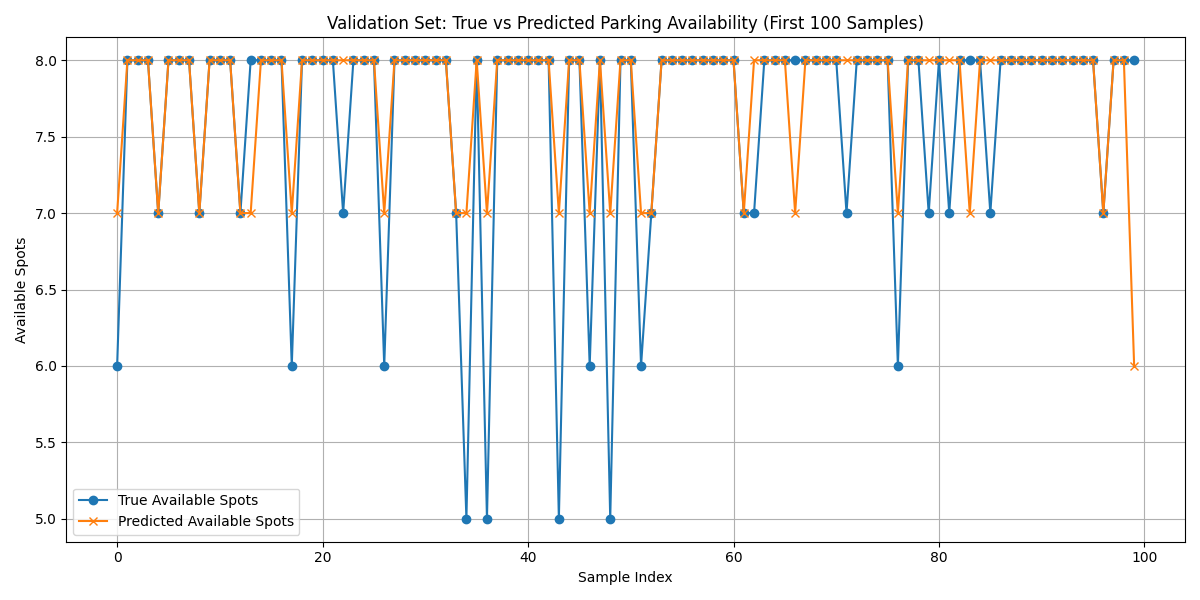 Validation Set: True vs Predicted Parking Availability (First 100 Samples)
8.0
7.5
7.0
6.5
6.0
5.5
5.0
Available Spots
True Available Spots
Predicted Available Spots
0 20 40 60 80 100
Sample Index